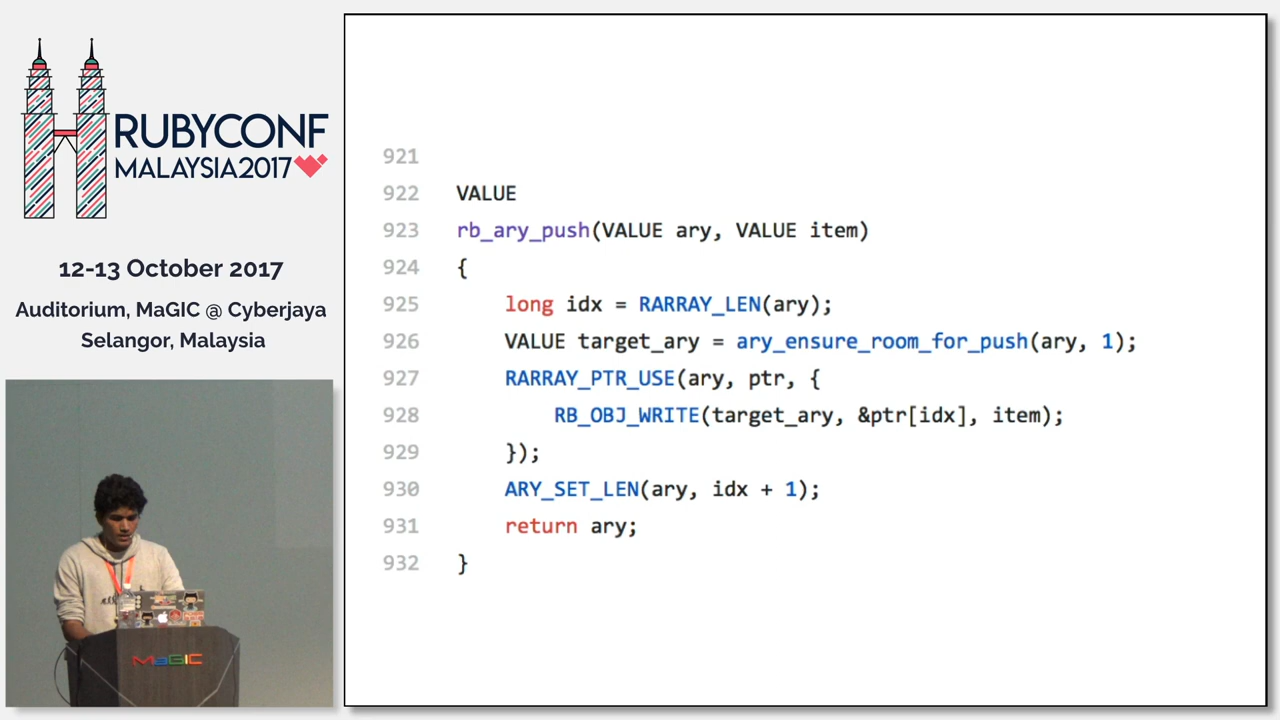 RUBYCONF
MALAYSIA2017
12-13 October 2017
Auditorium, MaGIC @ Cyberjaya
Selangor, Malaysia
MaGIC
921
922 VALUE
923 rb_ary_push(VALUE ary, VALUE item)
924 {
925 long idx = RARRAY_LEN(ary);
926 VALUE target_ary = ary_ensure_room_for_push(ary, 1);
927 RARRAY_PTR_USE(ary, ptr, {
928 RB_OBJ_WRITE(target_ary, &ptr[idx], item);
929 });
930 ARY_SET_LEN(ary, idx + 1);
931 return ary;
932 }